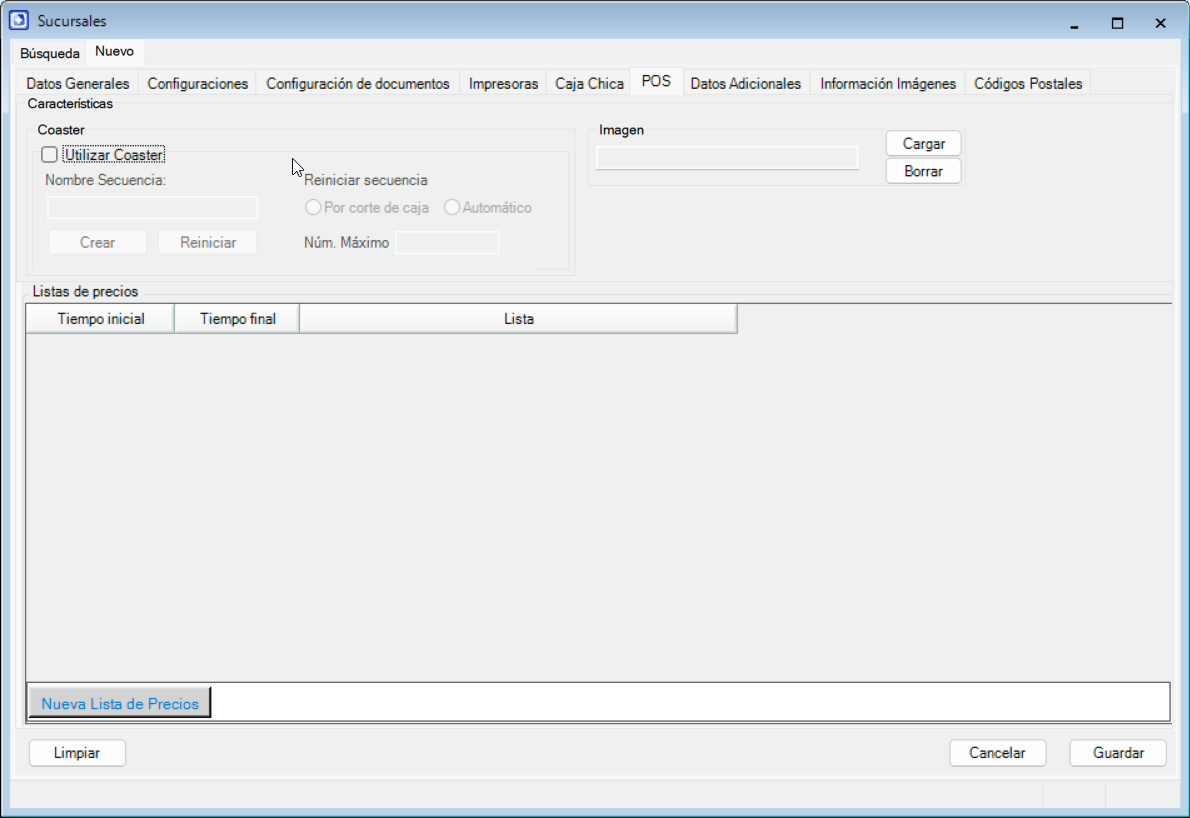 Sucursales
Búsqueda Nuevo
Datos Generales Configuraciones Configuración de documentos Impresoras Caja Chica POS Datos Adicionales Información Imágenes Códigos Postales
Características
Coaster
Utilizar Coaster
Nombre Secuencia:
Crear Reiniciar
Reiniciar secuencia
Por corte de caja Automático
Núm. Máximo
Imagen
Cargar
Borrar
Listas de precios
Tiempo inicial Tiempo final Lista
Nueva Lista de Precios
Limpiar Cancelar Guardar